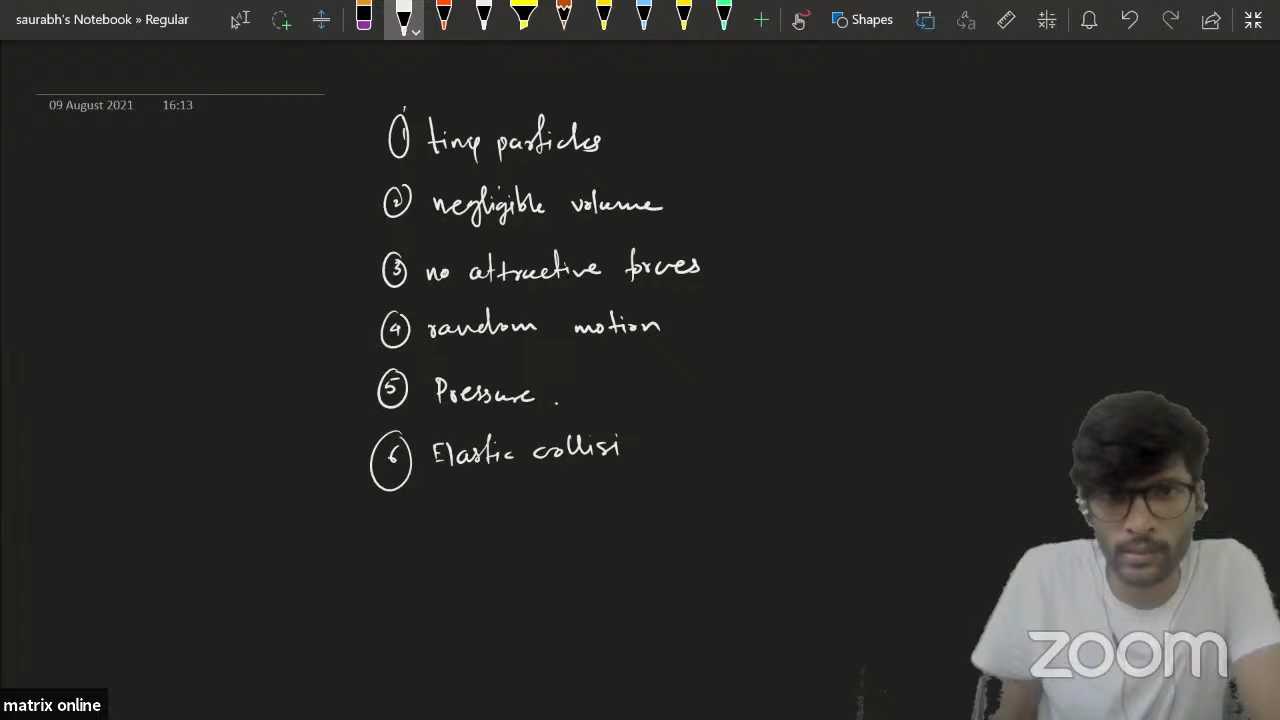 saurabh's Notebook » Regular
Shapes
09 August 2021 16:13
① tiny particles
② negligible volume
③ no attractive forces
④ random motion
⑤ Pressure .
⑥ Elastic collisi
zoom
matrix online